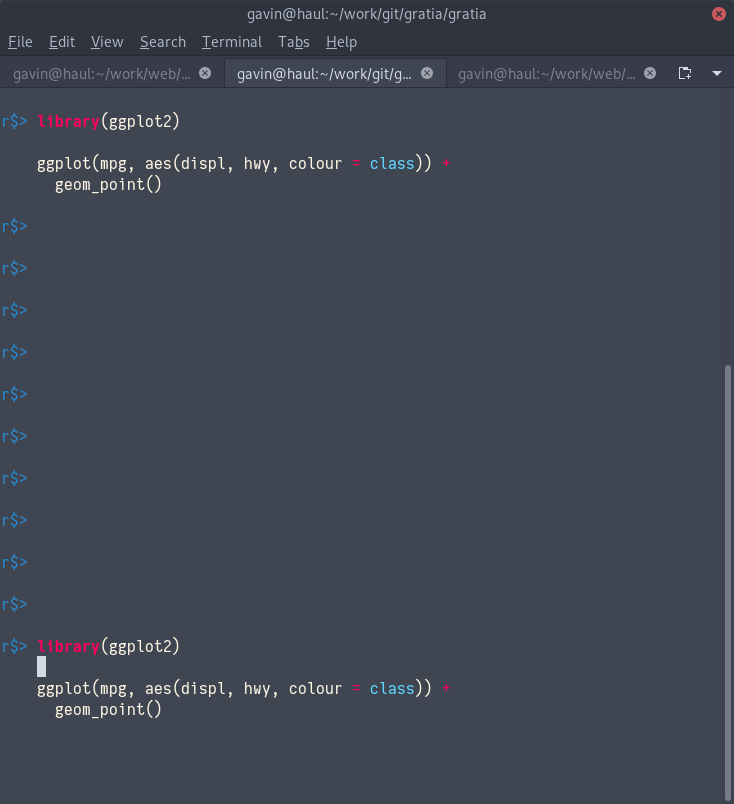 gavin@haul:~/work/git/gratia/gratia
File Edit View Search Terminal Tabs Help
gavin@haul:~/work/web/... gavin@haul:~/work/git/g... gavin@haul:~/work/web/...
r$> library(ggplot2)
ggplot(mpg, aes(displ, hwy, colour = class)) +
geom_point()
r$>
r$>
r$>
r$>
r$>
r$>
r$>
r$>
r$>
r$>
r$> library(ggplot2)
ggplot(mpg, aes(displ, hwy, colour = class)) +
geom_point()